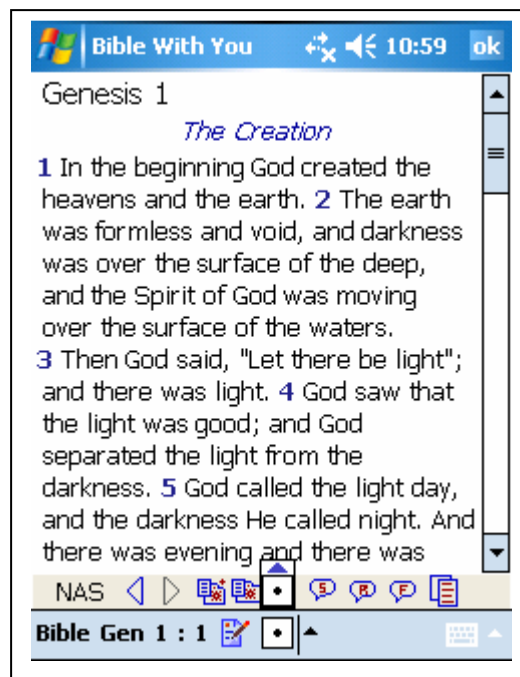 Bible With You 10:59 ok
Genesis 1
The Creation
1 In the beginning God created the
heavens and the earth. 2 The earth
was formless and void, and darkness
was over the surface of the deep,
and the Spirit of God was moving
over the surface of the waters.
3 Then God said, "Let there be light";
and there was light. 4 God saw that
the light was good; and God
separated the light from the
darkness. 5 God called the light day,
and the darkness He called night. And
there was evening and there was
NAS S R F
Bible Gen 1 : 1